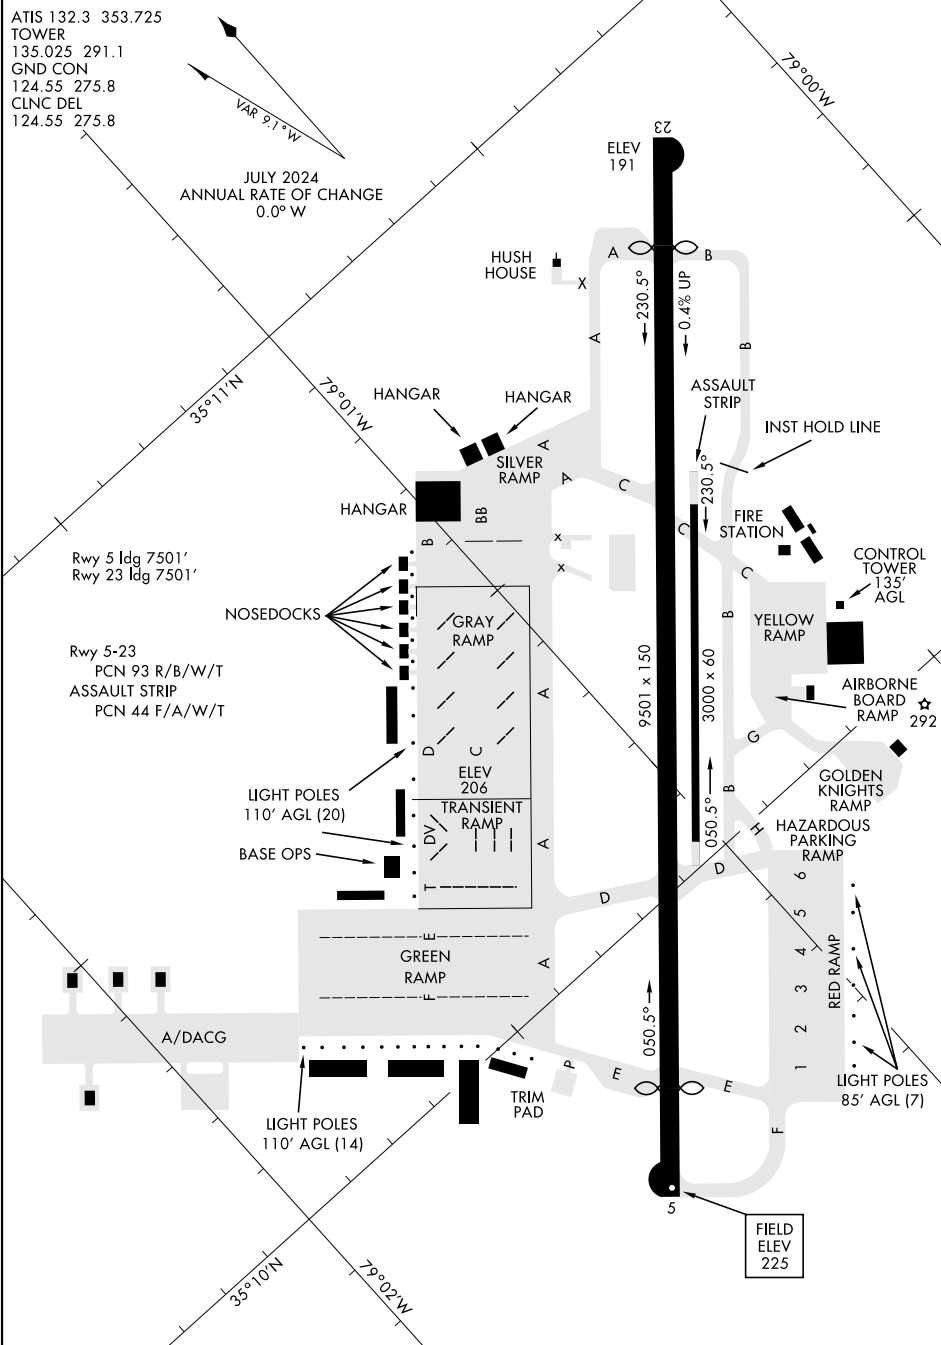 ATIS 132.3 353.725
TOWER
135.025 291.1
GND CON
124.55 275.8
CLNC DEL
124.55 275.8
VAR 9.1° W
JULY 2024
ANNUAL RATE OF CHANGE
0.0° W
79°00'W
23
ELEV
191
HUSH
HOUSE
X
A
B
230.5°
0.4% UP
A
B
35°11'N
79°01'W
HANGAR
HANGAR
ASSAULT
STRIP
INST HOLD LINE
SILVER
RAMP
A
A
C
230.5°
HANGAR
BB
B
X
X
C
C
FIRE
STATION
CONTROL
TOWER
135'
AGL
Rwy 5 ldg 7501'
Rwy 23 ldg 7501'
NOSEDOCKS
GRAY
RAMP
B
YELLOW
RAMP
Rwy 5-23
PCN 93 R/B/W/T
ASSAULT STRIP
PCN 44 F/A/W/T
A
9501 x 150
3000 x 60
AIRBORNE
BOARD
RAMP
292
D
C
G
ELEV
206
GOLDEN
KNIGHTS
RAMP
LIGHT POLES
110' AGL (20)
TRANSIENT
RAMP
DV
A
050.5°
B
H
HAZARDOUS
PARKING
RAMP
BASE OPS
T
D
D
6
5
4
3
2
1
RED RAMP
E
GREEN
RAMP
F
A
050.5°
A/DACG
P
E
E
F
TRIM
PAD
LIGHT POLES
85' AGL (7)
LIGHT POLES
110' AGL (14)
5
FIELD
ELEV
225
35°10'N
79°02'W